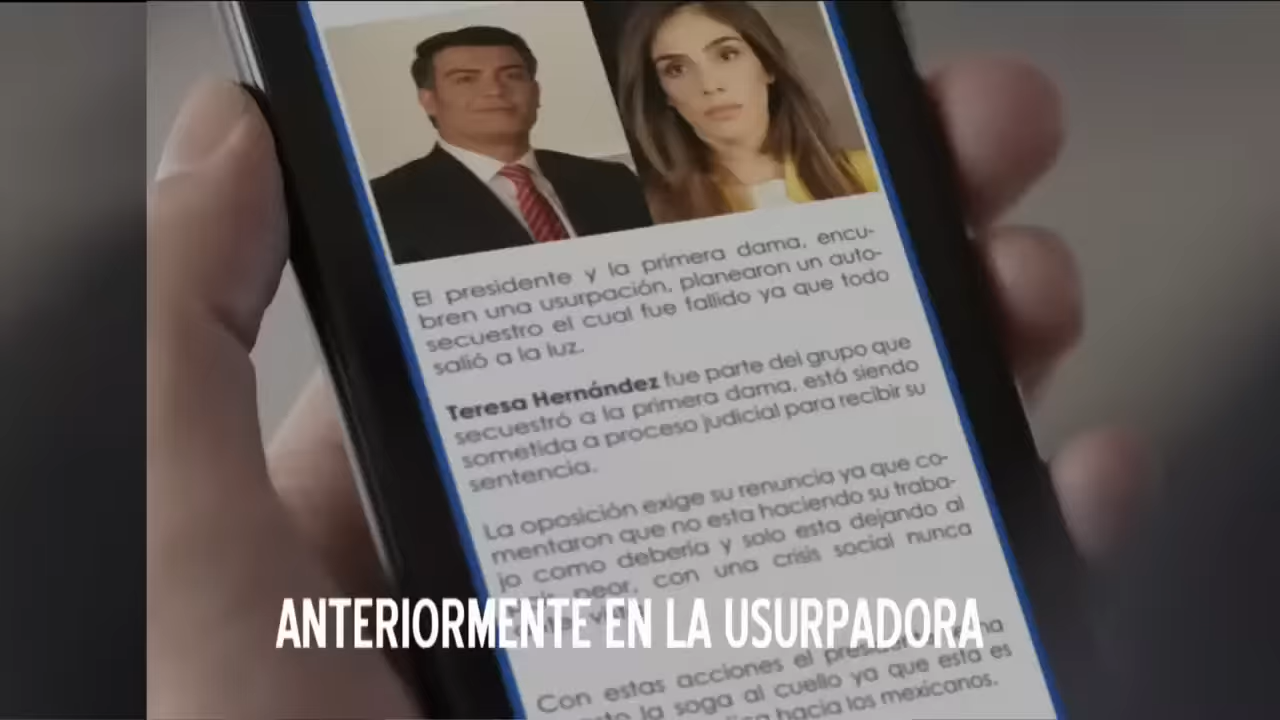 El presidente y la primera dama, encu-
bren una usurpación, planearon un auto-
secuestro el cual fue fallido ya que todo
salió a la luz.
Teresa Hernández fue parte del grupo que
secuestró a la primera dama, está siendo
sometida a proceso judicial para recibir su
sentencia.
La oposición exige su renuncia ya que co-
mentaron que no esta haciendo su traba-
jo como debería y solo esta dejando al
peor, con una crisis social nunca
ANTERIORMENTE EN LA USURPADORA
Con estas acciones el
la soga al cuello ya que esta es
hacia los mexicanos.